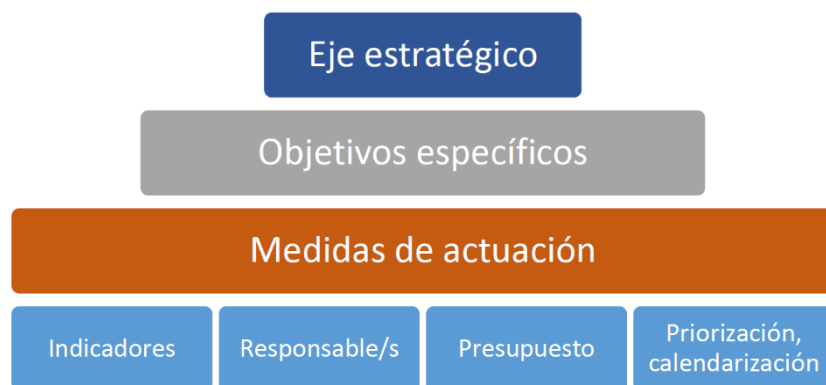 Eje estratégico
Objetivos específicos
Medidas de actuación
Indicadores
Responsable/s
Presupuesto
Priorización,
calendarización